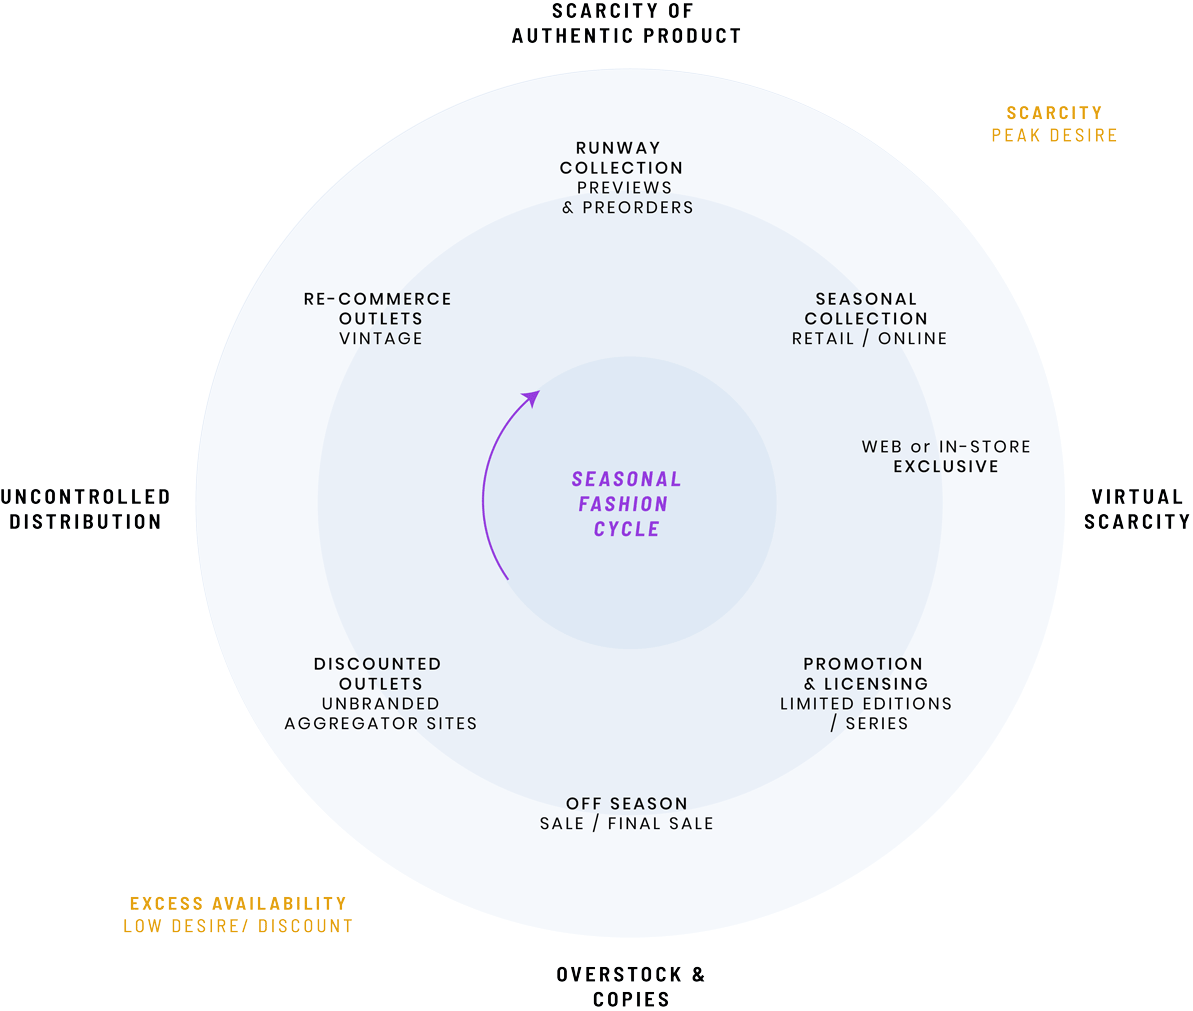 SCARCITY OF
AUTHENTIC PRODUCT
SCARCITY
PEAK DESIRE
RUNWAY
COLLECTION
PREVIEWS
& PREORDERS
RE-COMMERCE
OUTLETS
VINTAGE
SEASONAL
COLLECTION
RETAIL / ONLINE
WEB or IN-STORE
EXCLUSIVE
UNCONTROLLED
DISTRIBUTION
SEASONAL
FASHION
CYCLE
VIRTUAL
SCARCITY
DISCOUNTED
OUTLETS
UNBRANDED
AGGREGATOR SITES
PROMOTION
& LICENSING
LIMITED EDITIONS
/ SERIES
OFF SEASON
SALE / FINAL SALE
EXCESS AVAILABILITY
LOW DESIRE/ DISCOUNT
OVERSTOCK &
COPIES